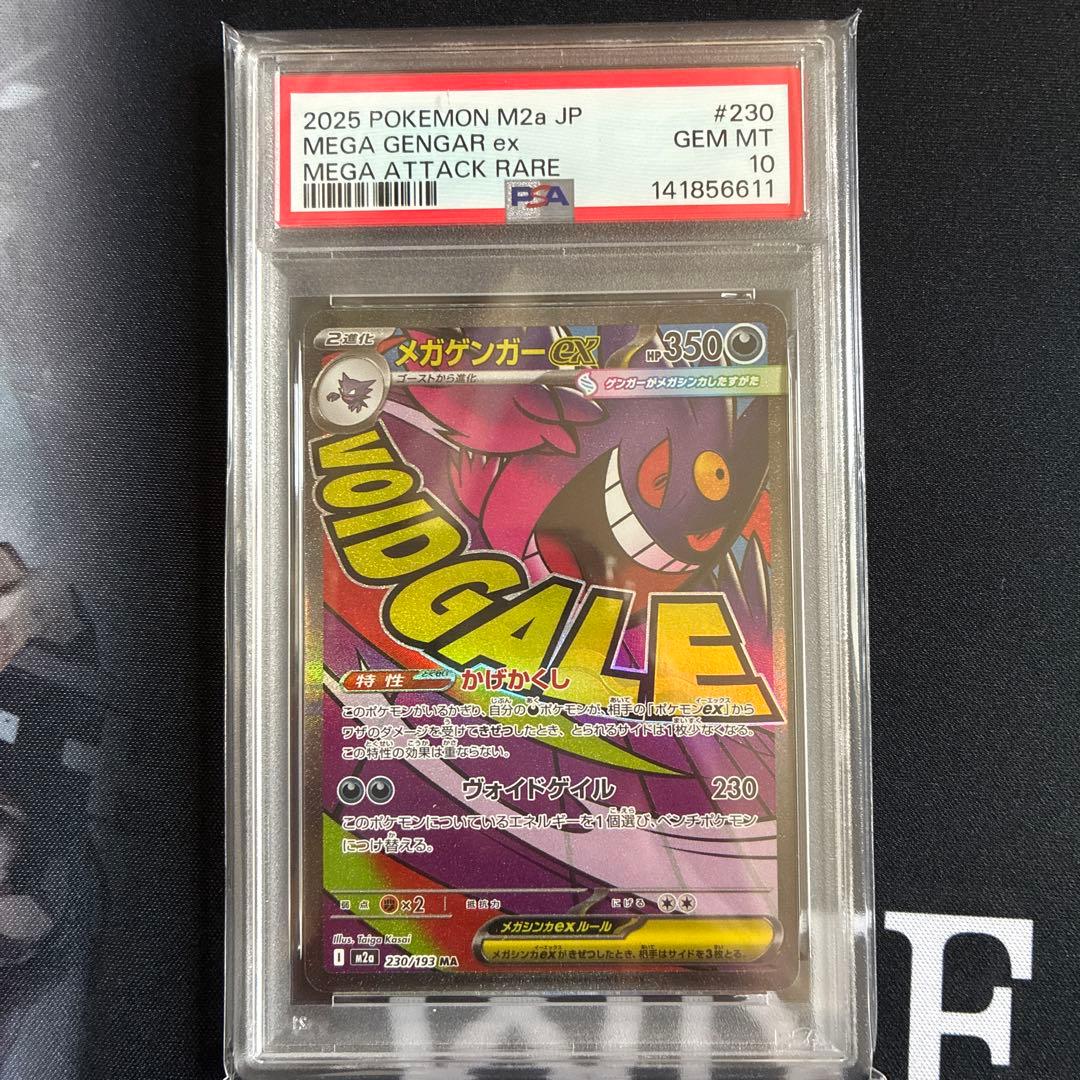 2025 POKEMON M2a JP #230
MEGA GENGAR ex GEM MT
MEGA ATTACK RARE 10
PSA 141856611
2進化
メガゲンガーex HP350
ゴーストから進化
ゲンガーがメガシンカしたすがた
VOID GALE
特性 とくせい かげかくし
このポケモンがいるかぎり、自分の悪ポケモンが、相手の「ポケモンex」から
ワザのダメージを受けてきぜつしたとき、とられるサイドは1枚少なくなる。
この特性の効果は重ならない。
ヴォイドゲイル 230
このポケモンについているエネルギーを1個選び、ベンチポケモン
につけ替える。
弱点 ×2 抵抗力 にげる
メガシンカexルール
メガシンカexがきぜつしたとき、相手はサイドを3枚とる。
Illus. Taiga Kasai
I M2a 230/193 MA